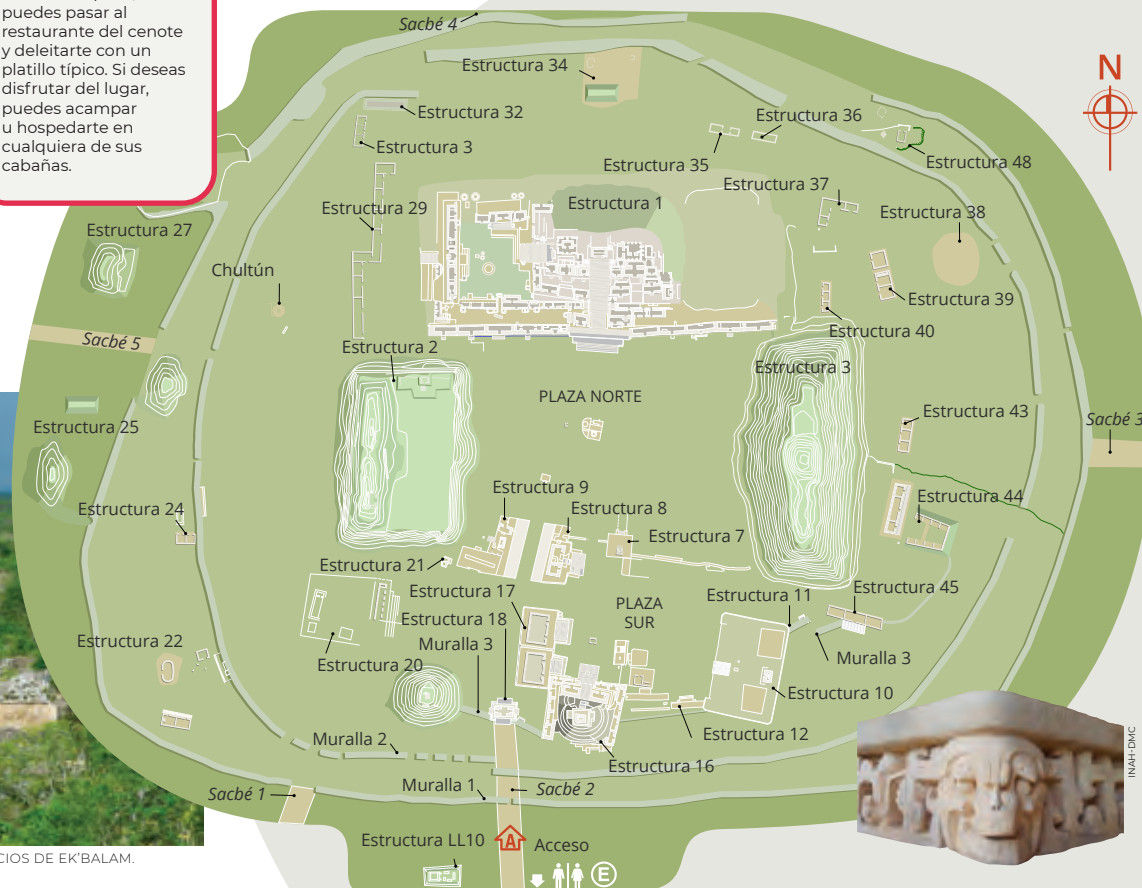 puedes pasar al
restaurante del cenote
y deleitarte con un
platillo típico. Si deseas
disfrutar del lugar,
puedes acampar
u hospedarte en
cualquiera de sus
cabañas.
Sacbé 4
N
Estructura 34
Estructura 32
Estructura 36
Estructura 3
Estructura 35
Estructura 48
Estructura 37
Estructura 29
Estructura 1
Estructura 38
Estructura 27
Chultún
Estructura 39
Estructura 40
Sacbé 5
Estructura 2
Estructura 3
PLAZA NORTE
Estructura 43
Sacbé 3
Estructura 25
Estructura 9
Estructura 44
Estructura 24
Estructura 8
Estructura 7
Estructura 21
Estructura 17
Estructura 11
Estructura 45
PLAZA
SUR
Estructura 18
Estructura 22
Muralla 3
Muralla 3
Estructura 20
Estructura 10
Estructura 12
Muralla 2
Estructura 16
INAH-DMC
Sacbé 1
Muralla 1
Sacbé 2
Estructura LL10
A
Acceso
E
CIOS DE EK'BALAM.